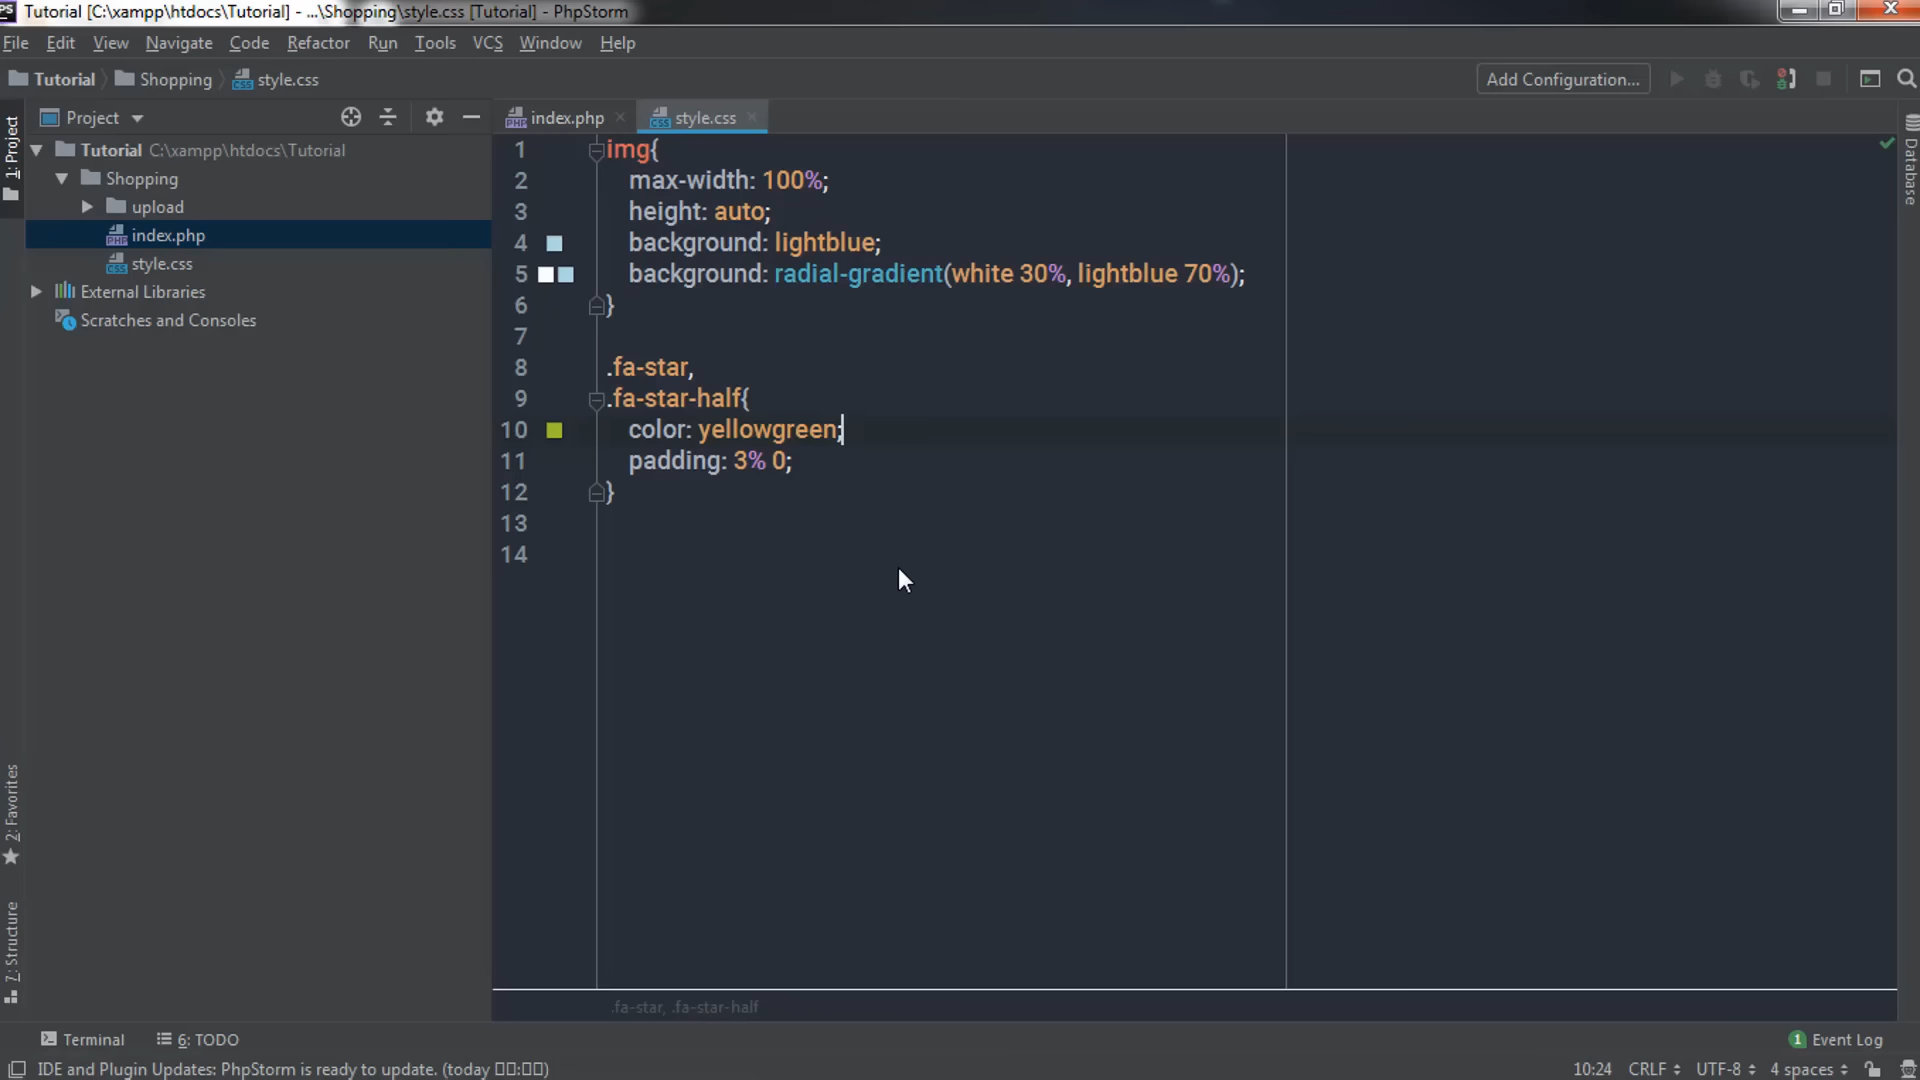 Tutorial [C:\xampp\htdocs\Tutorial] - ...\Shopping\style.css [Tutorial] - PhpStorm
File Edit View Navigate Code Refactor Run Tools VCS Window Help
Tutorial Shopping style.css Add Configuration...
Project index.php style.css
1: Project
Tutorial C:\xampp\htdocs\Tutorial
Shopping
upload
index.php
style.css
External Libraries
Scratches and Consoles
2: Favorites
7: Structure
1 img{
2 max-width: 100%;
3 height: auto;
4 background: lightblue;
5 background: radial-gradient(white 30%, lightblue 70%);
6 }
7
8 .fa-star,
9 .fa-star-half{
10 color: yellowgreen;
11 padding: 3% 0;
12 }
13
14
Database
.fa-star, .fa-star-half
Terminal 6: TODO 1 Event Log
IDE and Plugin Updates: PhpStorm is ready to update. (today 10:24 CRLF UTF-8 4 spaces